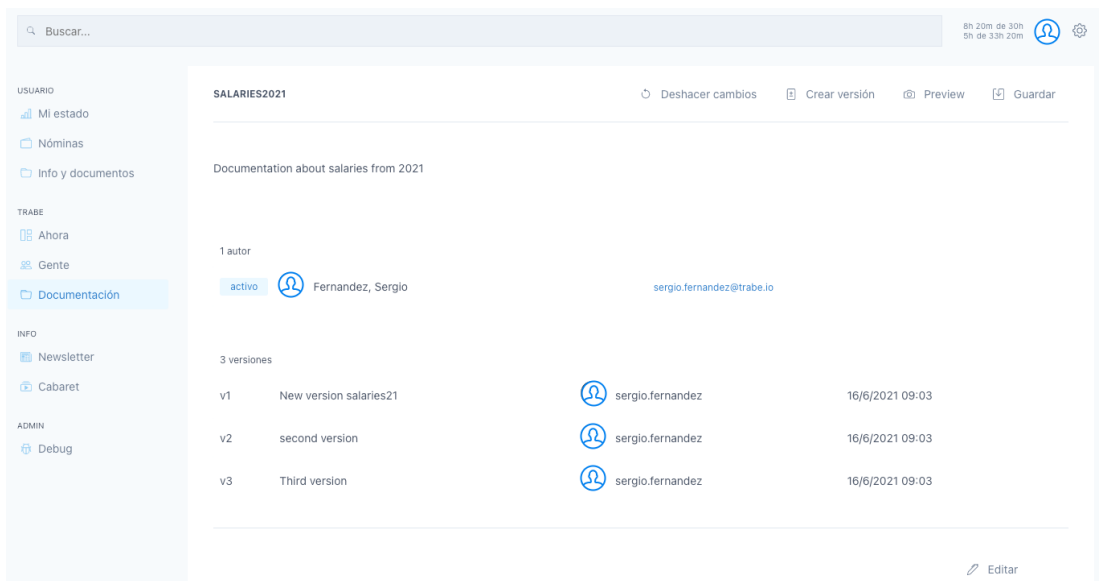 Buscar...
8h 20m de 30h
5h de 33h 20m
USUARIO
Mi estado
Nóminas
Info y documentos
TRABE
Ahora
Gente
Documentación
INFO
Newsletter
Cabaret
ADMIN
Debug
SALARIES2021
Deshacer cambios
Crear versión
Preview
Guardar
Documentation about salaries from 2021
1 autor
activo Fernandez, Sergio sergio.fernandez@trabe.io
3 versiones
v1 New version salaries21 sergio.fernandez 16/6/2021 09:03
v2 second version sergio.fernandez 16/6/2021 09:03
v3 Third version sergio.fernandez 16/6/2021 09:03
Editar